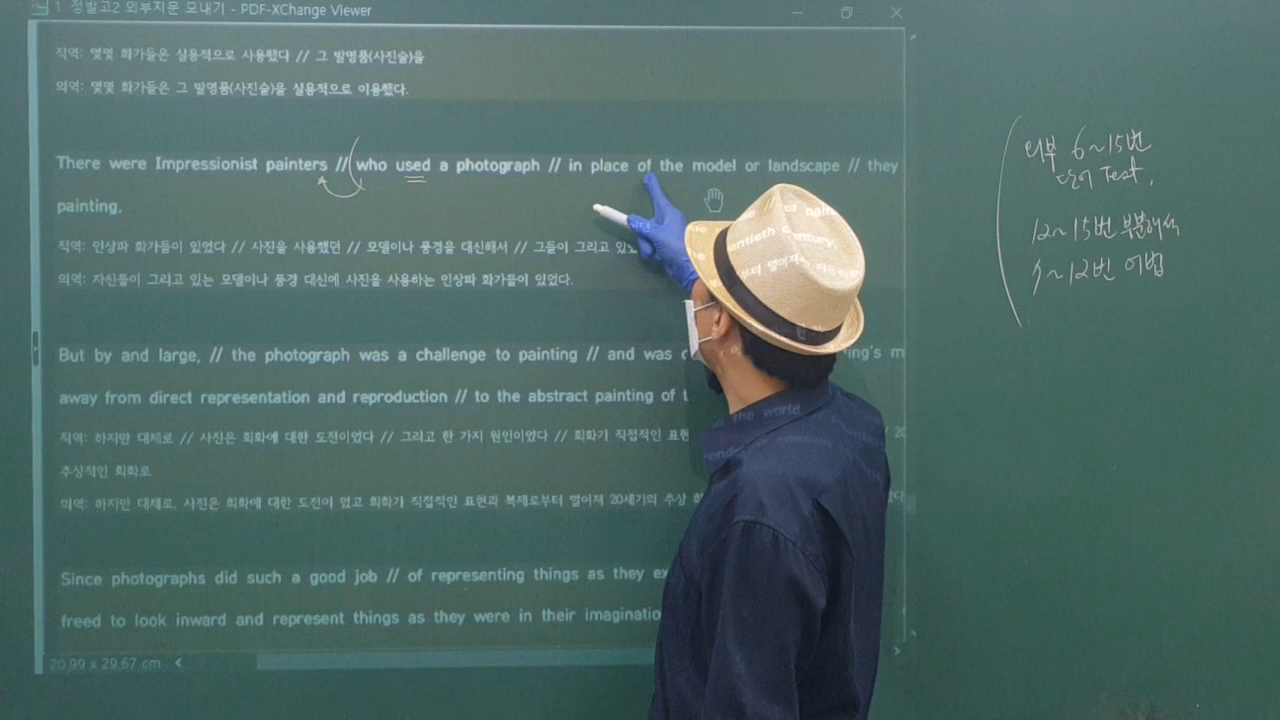 1. 정발고2 외부지문 모내기 - PDF-XChange Viewer
직역: 몇몇 화가들은 실용적으로 사용했다 // 그 발명품(사진술)을
의역: 몇몇 화가들은 그 발명품(사진술)을 실용적으로 이용했다.
There were Impressionist painters // who used a photograph // in place of the model or landscape // they
painting.
직역: 인상파 화가들이 있었다 // 사진을 사용했던 // 모델이나 풍경을 대신해서 // 그들이 그리고
의역: 자신들이 그리고 있는 모델이나 풍경 대신에 사진을 사용하는 인상파 화가들이 있었다.
But by and large, // the photograph was a challenge to painting // and was
away from direct representation and reproduction // to the abstract painting of
직역: 하지만 대체로 // 사진은 회화에 대한 도전이었다 // 그리고 한 가지 원인이었다 // 회화가 직접적인 표현
추상적인 회화로
의역: 하지만 대체로, 사진은 회화에 대한 도전이 었고 회화가 직접적인 표현과 복제로부터 멀어져 20세기의 추상
Since photographs did such a good job // of representing things as they
freed to look inward and represent things as they were in their
20,99 x 29,67 cm
외부 6~15번
단어 Test,
12~15번 부분해석
~12번 어법